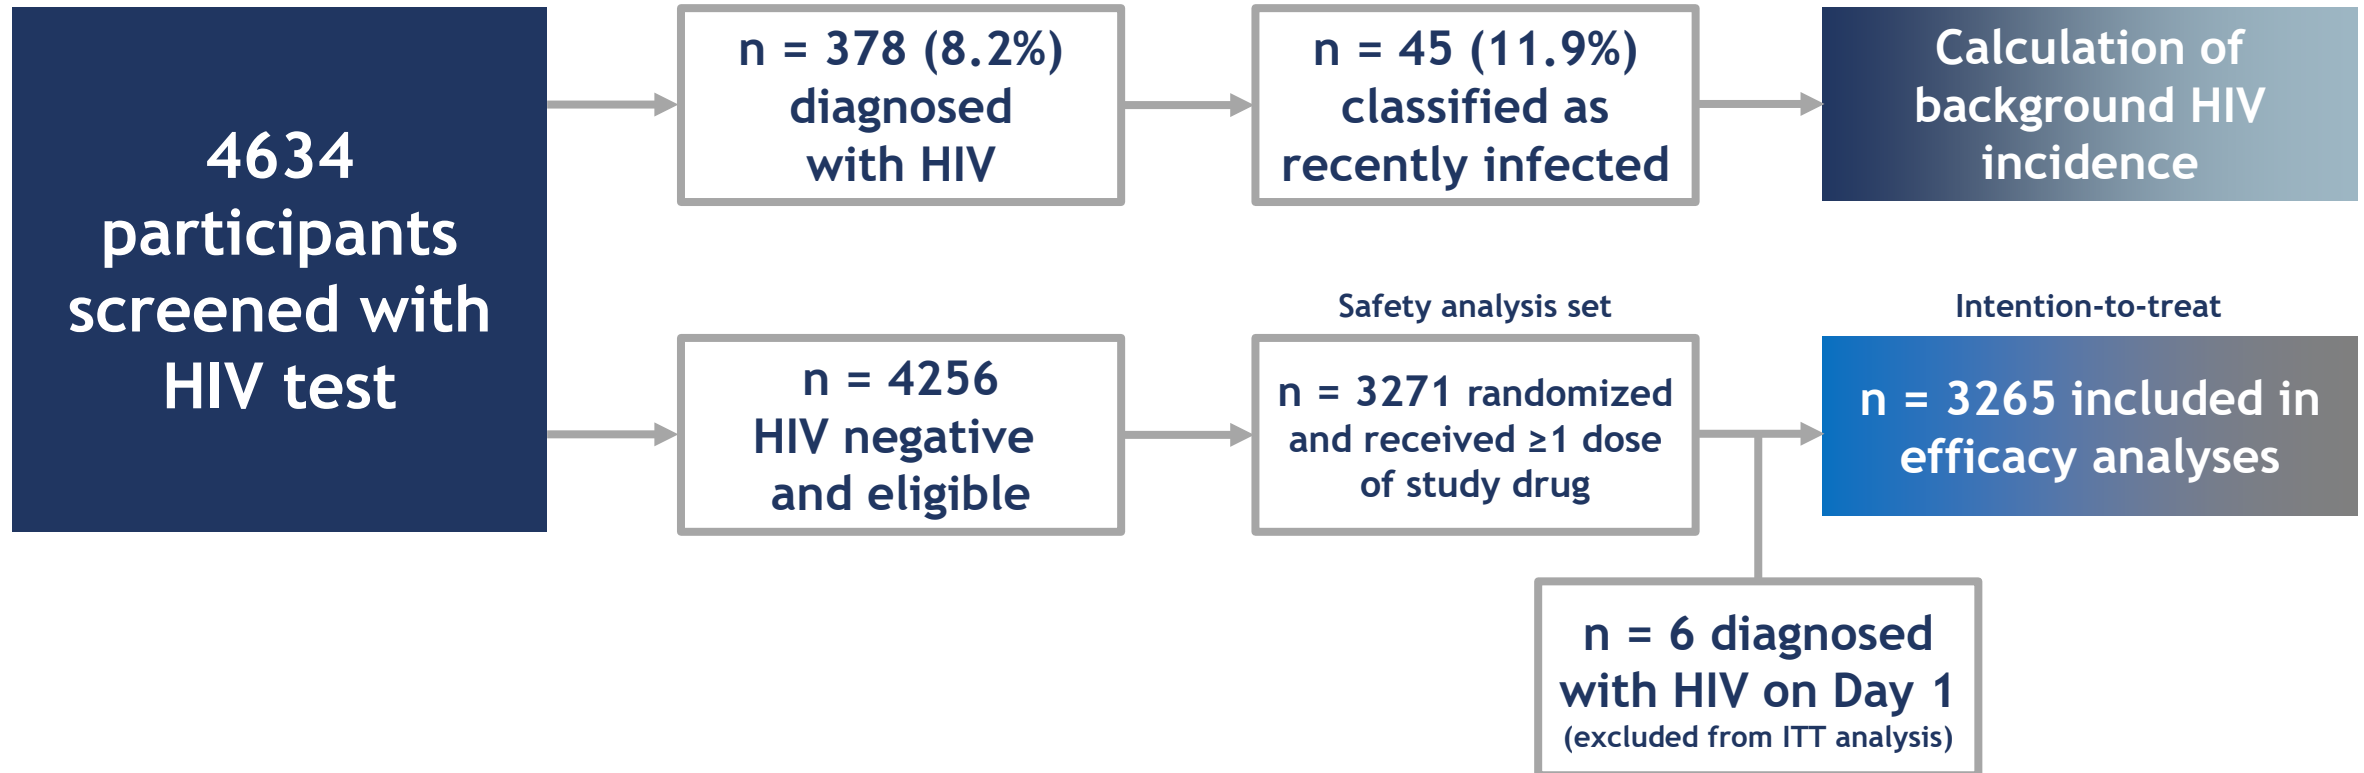 4634
participants
screened with
HIV test
n = 378 (8.2%)
diagnosed
with HIV
n = 45 (11.9%)
classified as
recently infected
Calculation of
background HIV
incidence
n = 4256
HIV negative
and eligible
Safety analysis set
n = 3271 randomized
and received ≥1 dose
of study drug
Intention-to-treat
n = 3265 included in
efficacy analyses
n = 6 diagnosed
with HIV on Day 1
(excluded from ITT analysis)